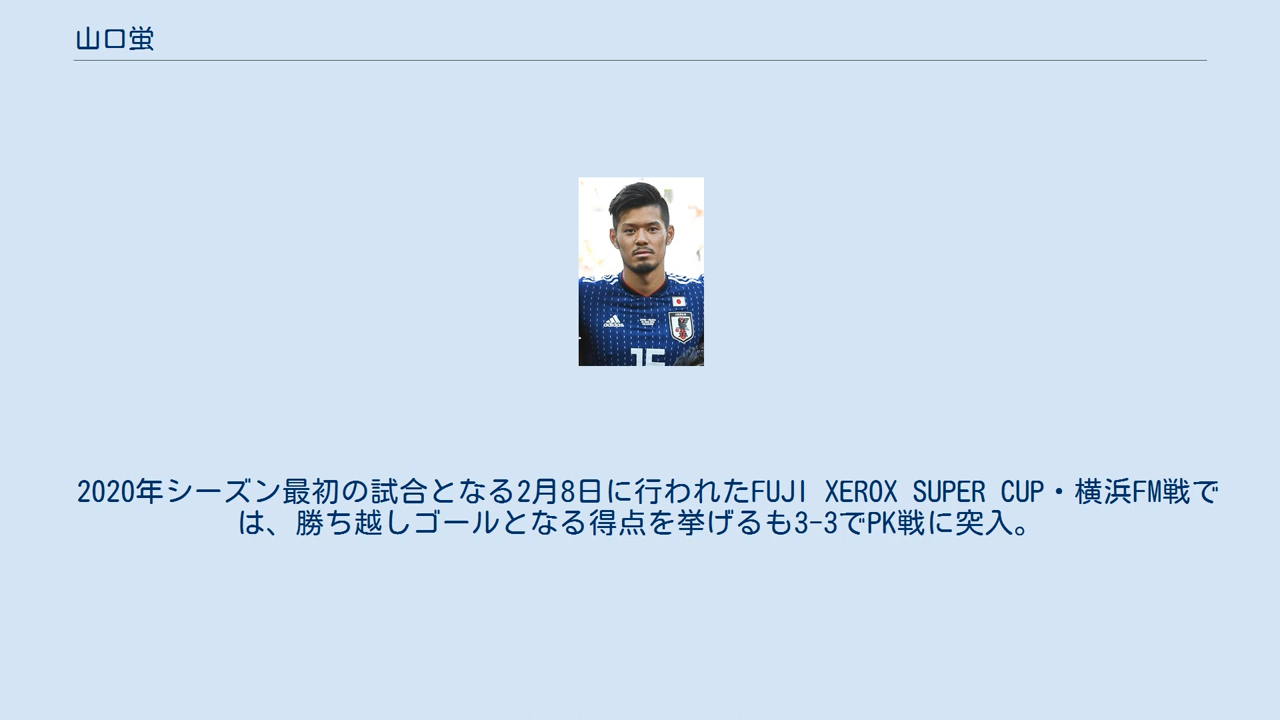 山口蛍
adidas
JAPAN
15
2020年シーズン最初の試合となる2月8日に行われたFUJI XEROX SUPER CUP・横浜FM戦で
は、勝ち越しゴールとなる得点を挙げるも3-3でPK戦に突入。